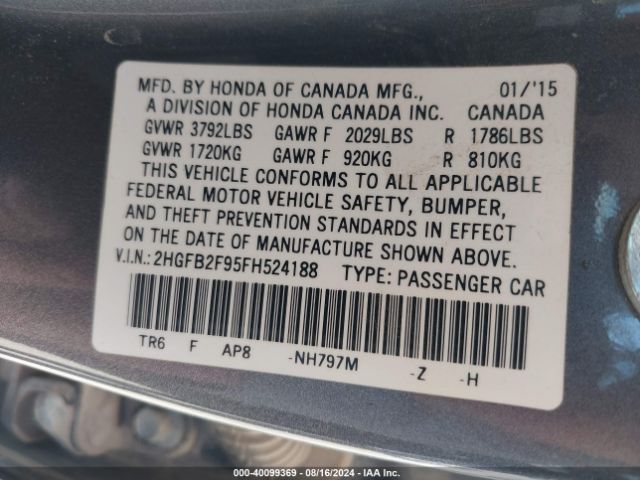 MFD. BY HONDA OF CANADA MFG., 01/'15
A DIVISION OF HONDA CANADA INC. CANADA
GVWR 3792LBS GAWR F 2029LBS R 1786LBS
GVWR 1720KG GAWR F 920KG R 810KG
THIS VEHICLE CONFORMS TO ALL APPLICABLE
FEDERAL MOTOR VEHICLE SAFETY, BUMPER,
AND THEFT PREVENTION STANDARDS IN EFFECT
ON THE DATE OF MANUFACTURE SHOWN ABOVE.
V.I.N.: 2HGFB2F95FH524188 TYPE: PASSENGER CAR
TR6 F AP8 -NH797M -Z -H
000-40099369 - 08/16/2024 - IAA Inc.